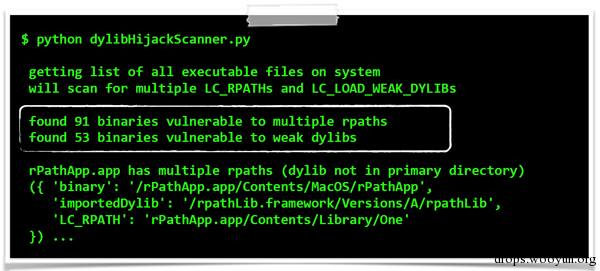 $ python dylibHijackScanner.py
getting list of all executable files on system
will scan for multiple LC_RPATHs and LC_LOAD_WEAK_DYLIBs
found 91 binaries vulnerable to multiple rpaths
found 53 binaries vulnerable to weak dylibs
rPathApp.app has multiple rpaths (dylib not in primary directory)
({ 'binary': '/rPathApp.app/Contents/MacOS/rPathApp',
'importedDylib': '/rpathLib.framework/Versions/A/rpathLib',
'LC_RPATH': 'rPathApp.app/Contents/Library/One'
}) ...
drops.wooyun.org